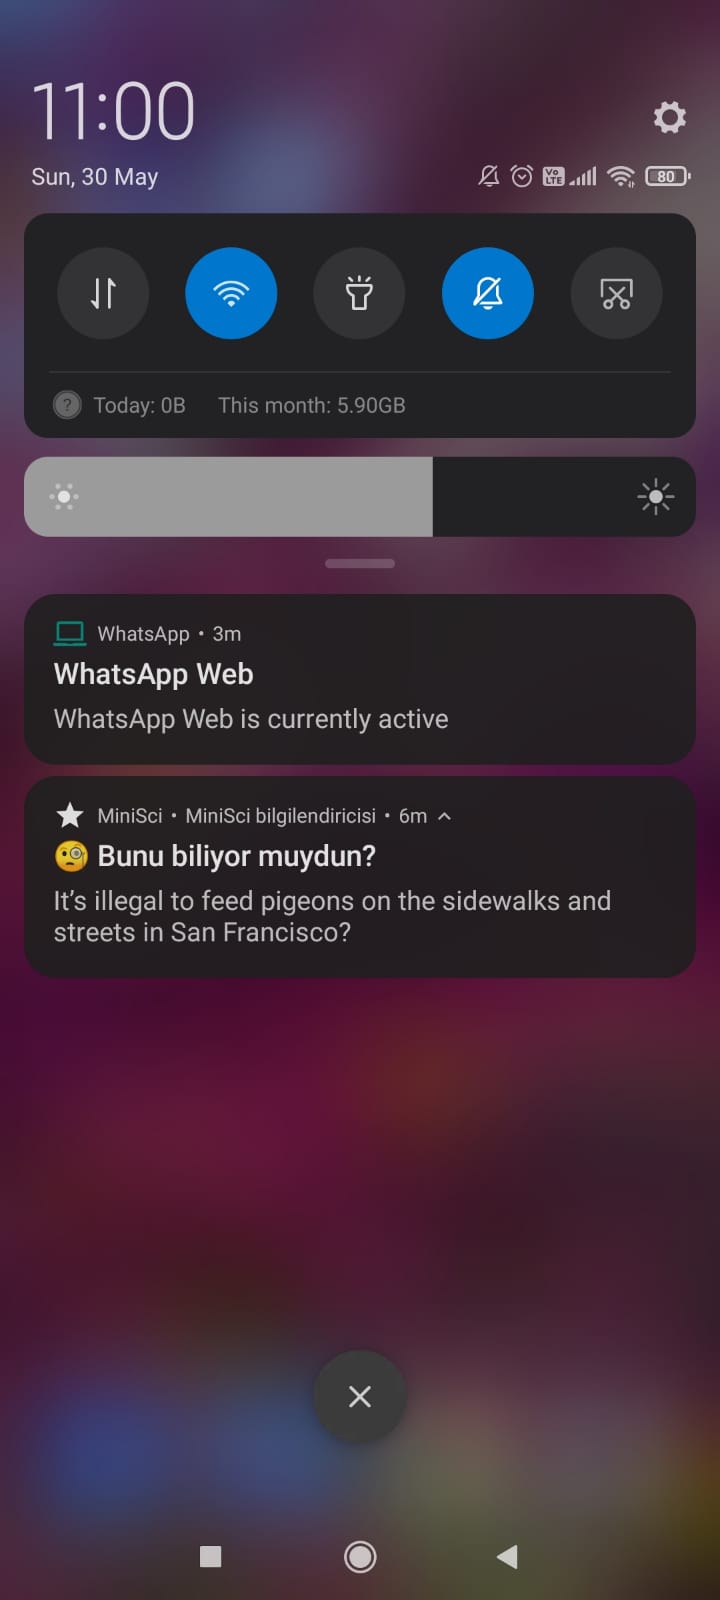 11:00
Sun, 30 May
Vo LTE
80
? Today: 0B This month: 5.90GB
WhatsApp • 3m
WhatsApp Web
WhatsApp Web is currently active
MiniSci • MiniSci bilgilendiricisi • 6m
🧐 Bunu biliyor muydun?
It’s illegal to feed pigeons on the sidewalks and
streets in San Francisco?